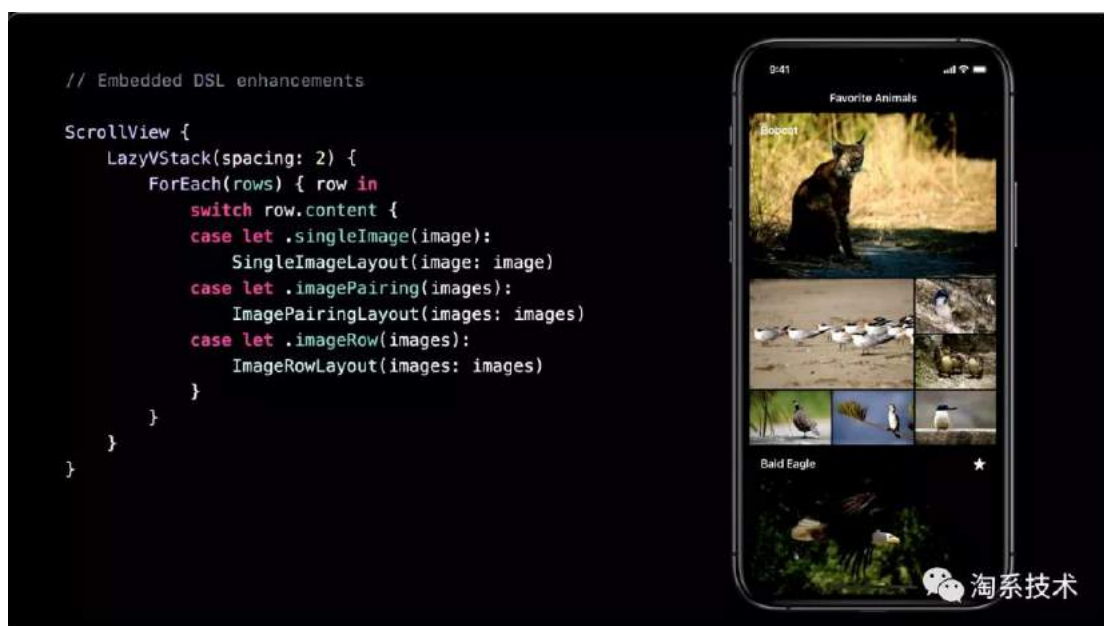 // Embedded DSL enhancements
ScrollView {
    LazyVStack(spacing: 2) {
        ForEach(rows) { row in
            switch row.content {
            case let .singleImage(image):
                SingleImageLayout(image: image)
            case let .imagePairing(images):
                ImagePairingLayout(images: images)
            case let .imageRow(images):
                ImageRowLayout(images: images)
            }
        }
    }
}
9:41
Favorite Animals
Bobcat
Bald Eagle
淘系技术